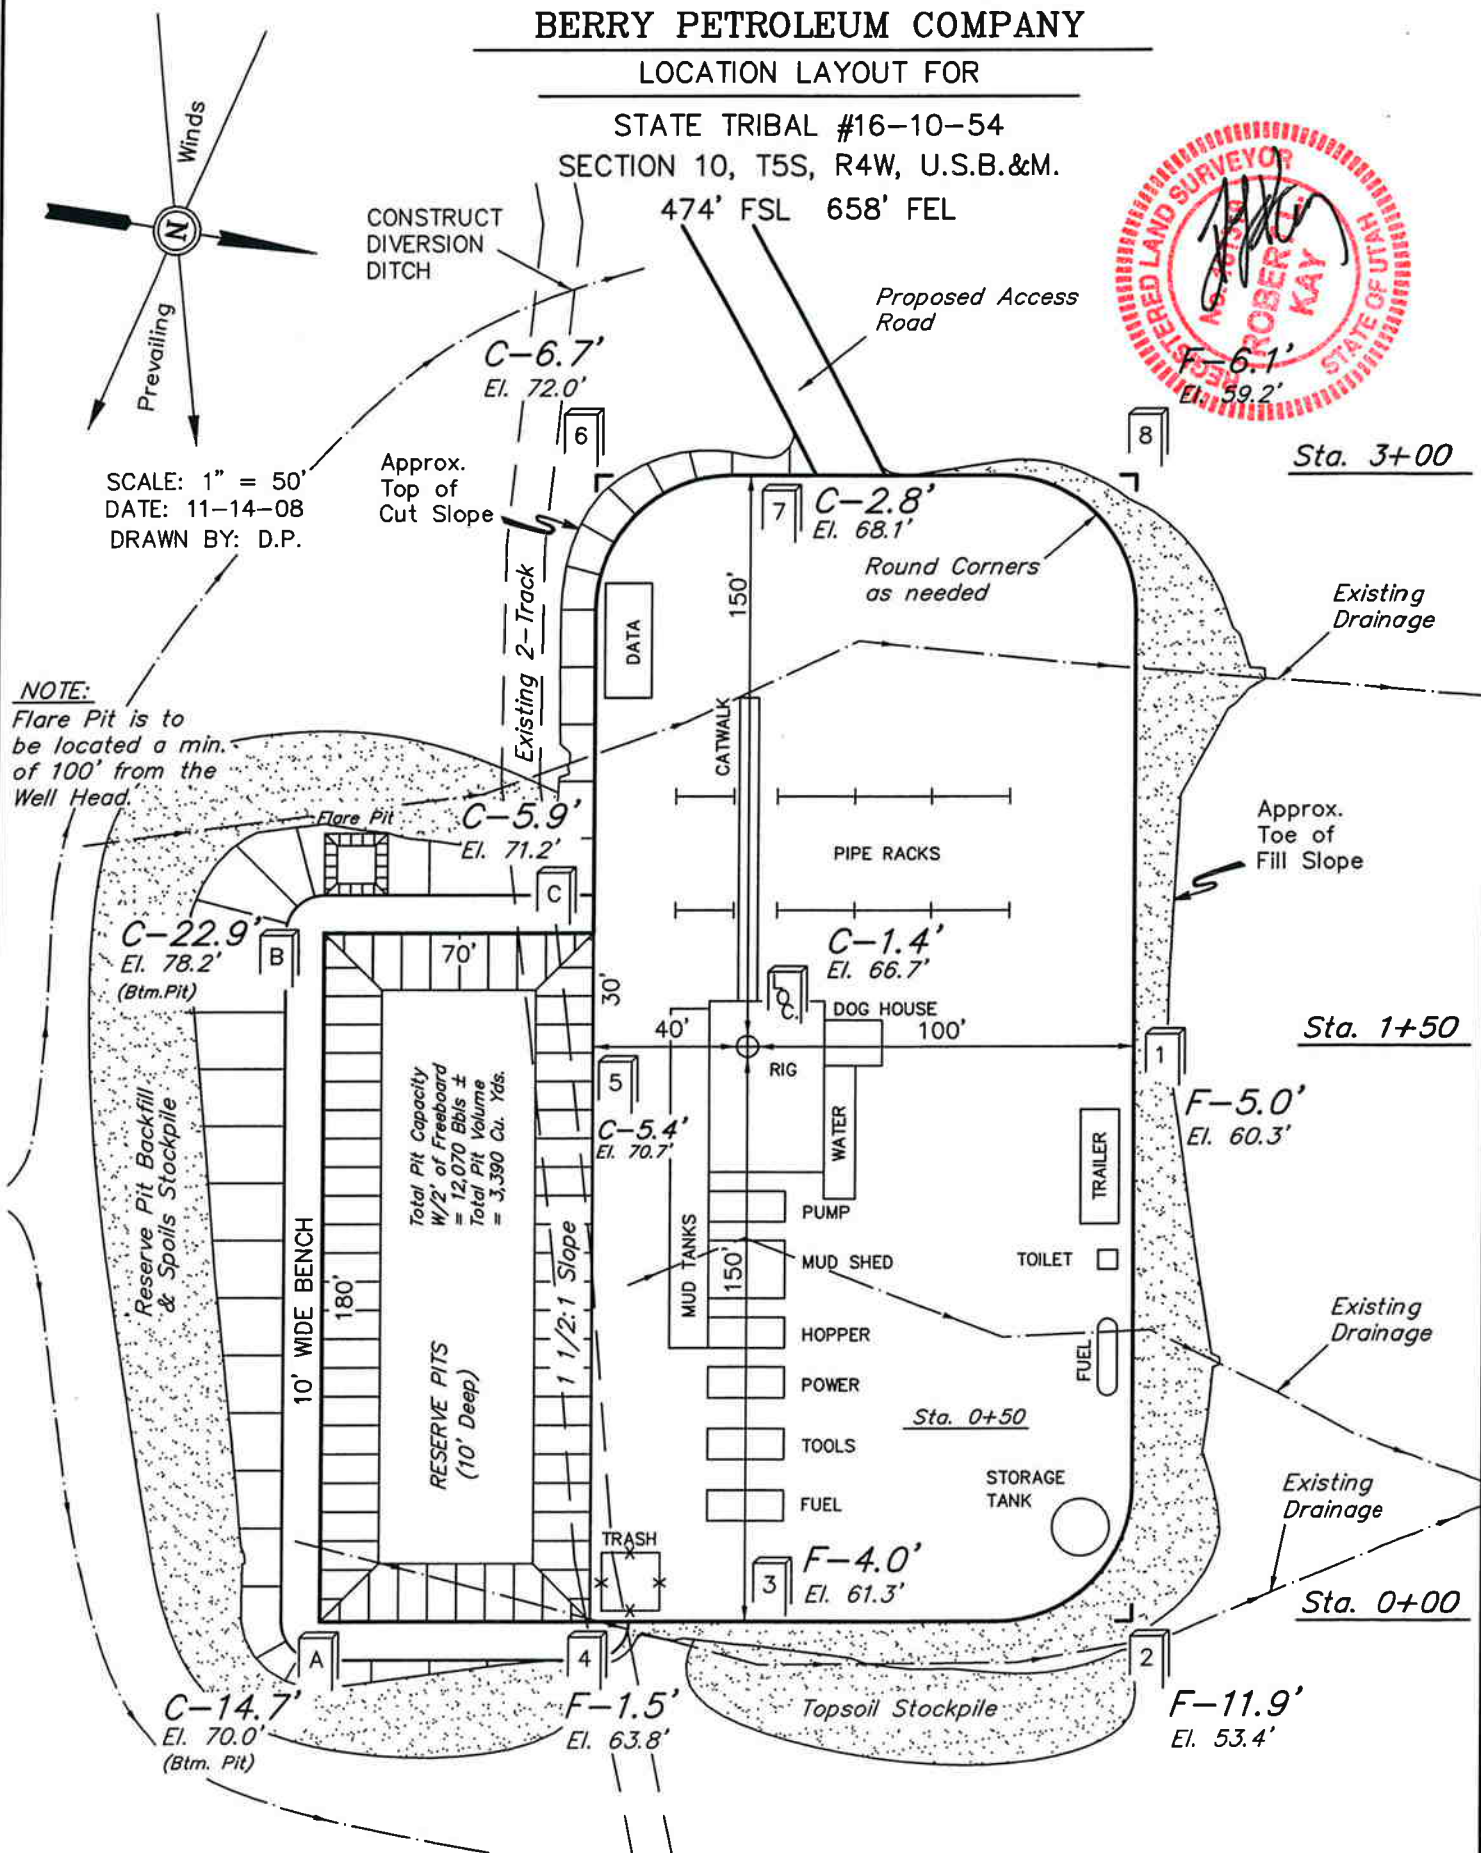 BERRY PETROLEUM COMPANY
LOCATION LAYOUT FOR
STATE TRIBAL #16-10-54
SECTION 10, T5S, R4W, U.S.B.&M.
474' FSL 658' FEL
Winds
N
Prevailing
SCALE: 1" = 50'
DATE: 11-14-08
DRAWN BY: D.P.
CONSTRUCT
DIVERSION
DITCH
Proposed Access
Road
REGISTERED LAND SURVEYOR
ROBERT L.
KAY
STATE OF UTAH
C-6.7'
El. 72.0'
6
F-6.1'
El. 59.2'
8
Sta. 3+00
Approx.
Top of
Cut Slope
7
C-2.8'
El. 68.1'
Round Corners
as needed
150'
Existing 2-Track
DATA
Existing
Drainage
NOTE:
Flare Pit is to
be located a min.
of 100' from the
Well Head.
Flare Pit
C-5.9'
El. 71.2'
C
CATWALK
PIPE RACKS
Approx.
Toe of
Fill Slope
C-22.9'
El. 78.2'
(Btm.Pit)
B
70'
30'
C-1.4'
El. 66.7'
LOC.
DOG HOUSE
40'
100'
RIG
Sta. 1+50
1
F-5.0'
El. 60.3'
5
C-5.4'
El. 70.7'
Total Pit Capacity
W/2' of Freeboard
= 12,070 Bbls ±
Total Pit Volume
= 3,390 Cu. Yds.
Reserve Pit Backfill
& Spoils Stockpile
10' WIDE BENCH
180'
1 1/2:1 Slope
RESERVE PITS
(10' Deep)
WATER
TRAILER
MUD TANKS
PUMP
MUD SHED
150'
TOILET
HOPPER
FUEL
POWER
Existing
Drainage
Sta. 0+50
TOOLS
STORAGE
TANK
FUEL
Existing
Drainage
TRASH
3
F-4.0'
El. 61.3'
Sta. 0+00
A
4
2
C-14.7'
El. 70.0'
(Btm. Pit)
F-1.5'
El. 63.8'
Topsoil Stockpile
F-11.9'
El. 53.4'